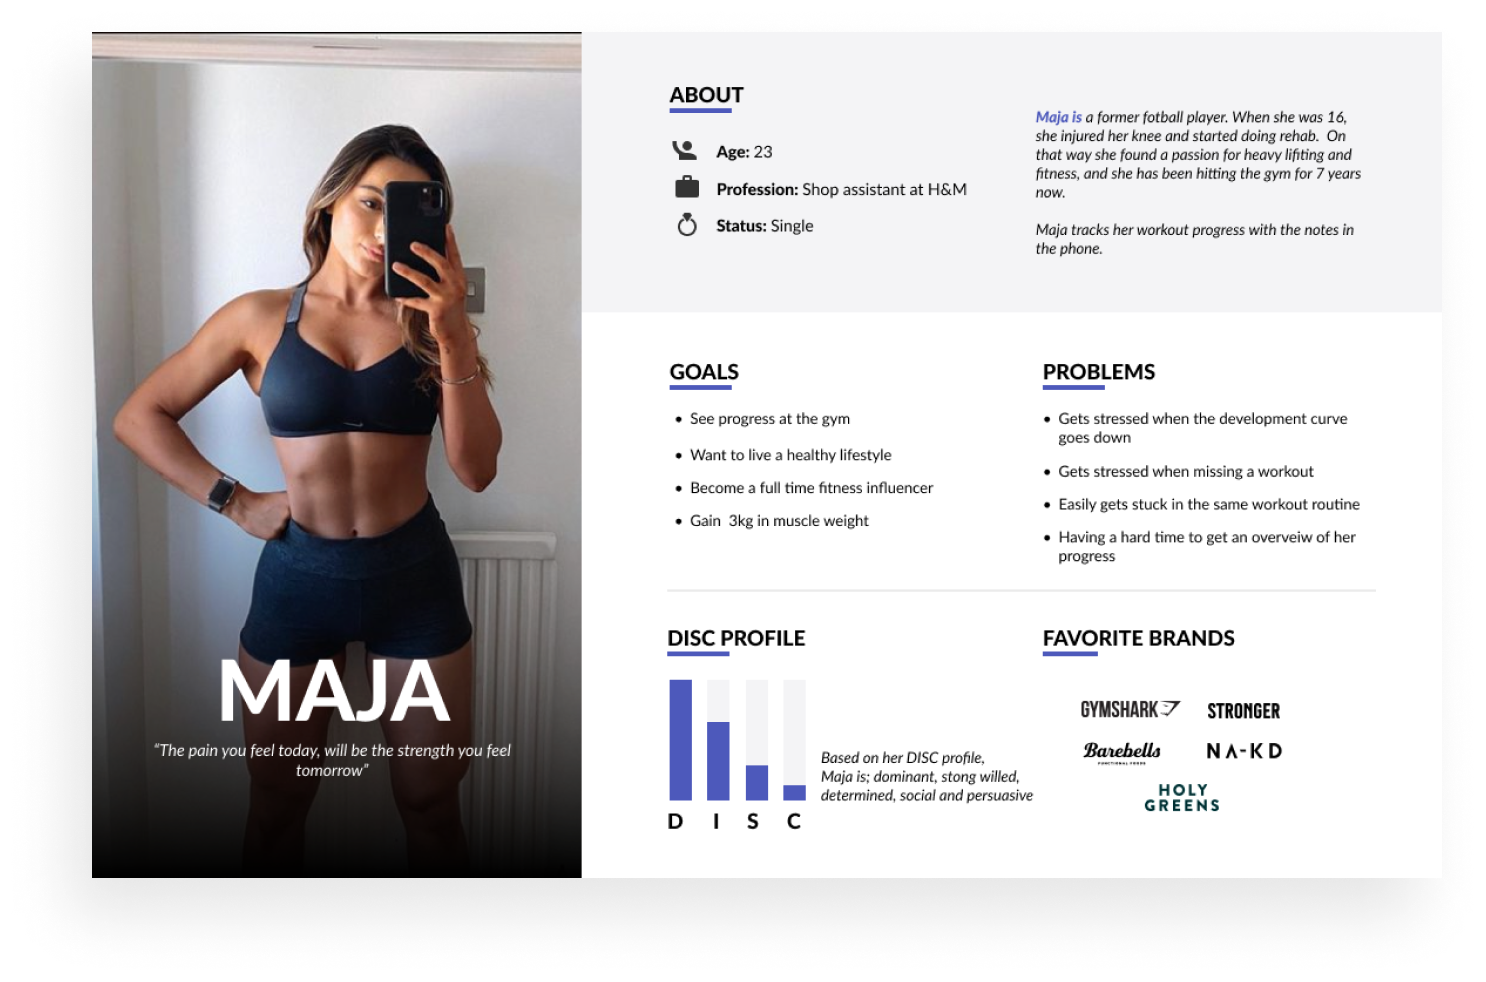 MAJA
“The pain you feel today, will be the strength you feel
tomorrow”
ABOUT
Age: 23
Profession: Shop assistant at H&M
Status: Single
Maja is a former fotball player. When she was 16,
she injured her knee and started doing rehab.  On
that way she found a passion for heavy lifiting and
fitness, and she has been hitting the gym for 7 years
now.
Maja tracks her workout progress with the notes in
the phone.
GOALS
• See progress at the gym
• Want to live a healthy lifestyle
• Become a full time fitness influencer
• Gain  3kg in muscle weight
PROBLEMS
• Gets stressed when the development curve
goes down
• Gets stressed when missing a workout
• Easily gets stuck in the same workout routine
• Having a hard time to get an overveiw of her
progress
DISC PROFILE
D I S C
Based on her DISC profile,
Maja is; dominant, stong willed,
determined, social and persuasive
FAVORITE BRANDS
GYMSHARK STRONGER
Barebells NA-KD
FUNCTIONAL FOODS
HOLY
GREENS